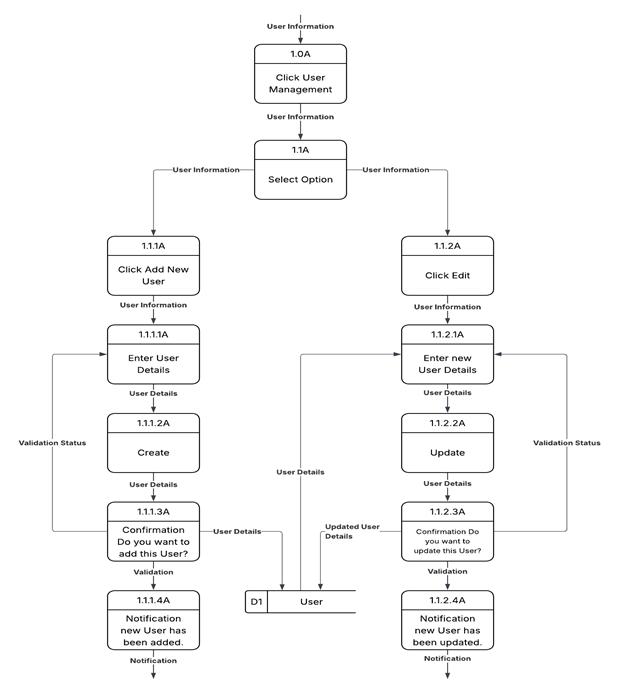 User Information
1.0A
Click User
Management
User Information
1.1A
Select Option
User Information
User Information
1.1.1A
Click Add New
User
User Information
1.1.2A
Click Edit
User Information
1.1.1.1A
Enter User
Details
User Details
1.1.2.1A
Enter new
User Details
User Details
1.1.1.2A
Create
User Details
Validation Status
1.1.2.2A
Update
User Details
Validation Status
User Details
1.1.1.3A
Confirmation
Do you want to
add this User?
User Details
Validation
1.1.2.3A
Confirmation Do
you want to
update this User?
Updated User
Details
Validation
D1 User
1.1.1.4A
Notification
new User has
been added.
Notification
1.1.2.4A
Notification
new User has
been updated.
Notification